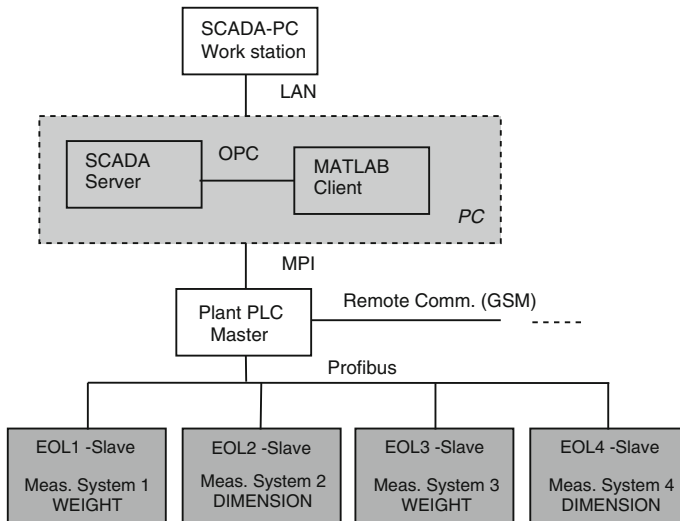 SCADA-PC
Work station
LAN
SCADA
Server
OPC
MATLAB
Client
PC
MPI
Plant PLC
Master
Remote Comm. (GSM)
Profibus
EOL1 -Slave
Meas. System 1
WEIGHT
EOL2 -Slave
Meas. System 2
DIMENSION
EOL3 -Slave
Meas. System 3
WEIGHT
EOL4 -Slave
Meas. System 4
DIMENSION